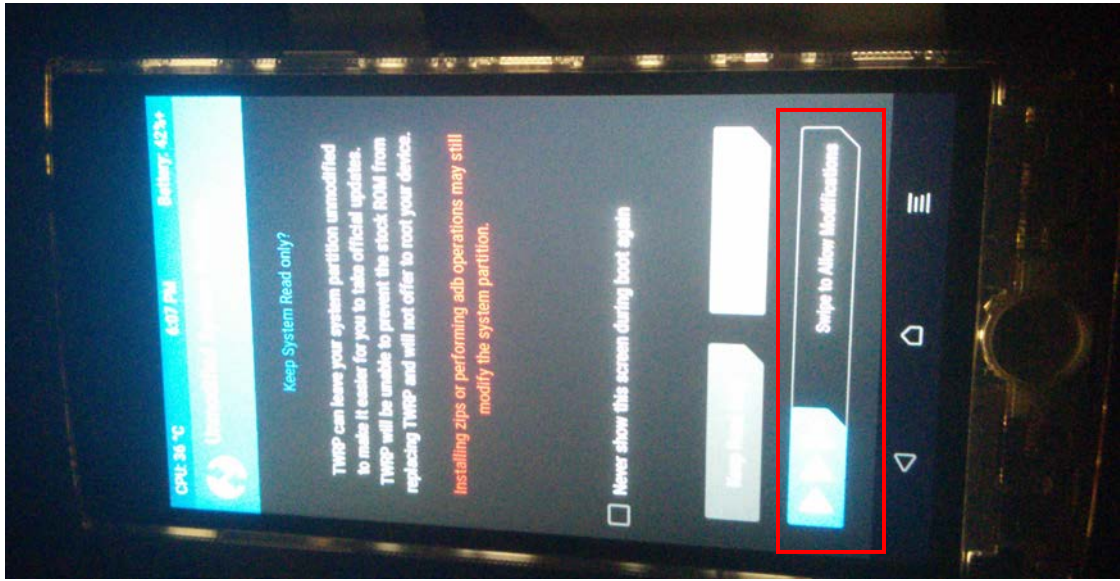 CPU: 36 °C 6:07 PM Battery: 42%+
Keep System Read only?
TWRP can leave your system partition unmodified
to make it easier for you to take official updates.
TWRP will be unable to prevent the stock ROM from
replacing TWRP and will not offer to root your device.
Installing zips or performing adb operations may still
modify the system partition.
Never show this screen during boot again
Keep Read Only
Swipe to Allow Modifications